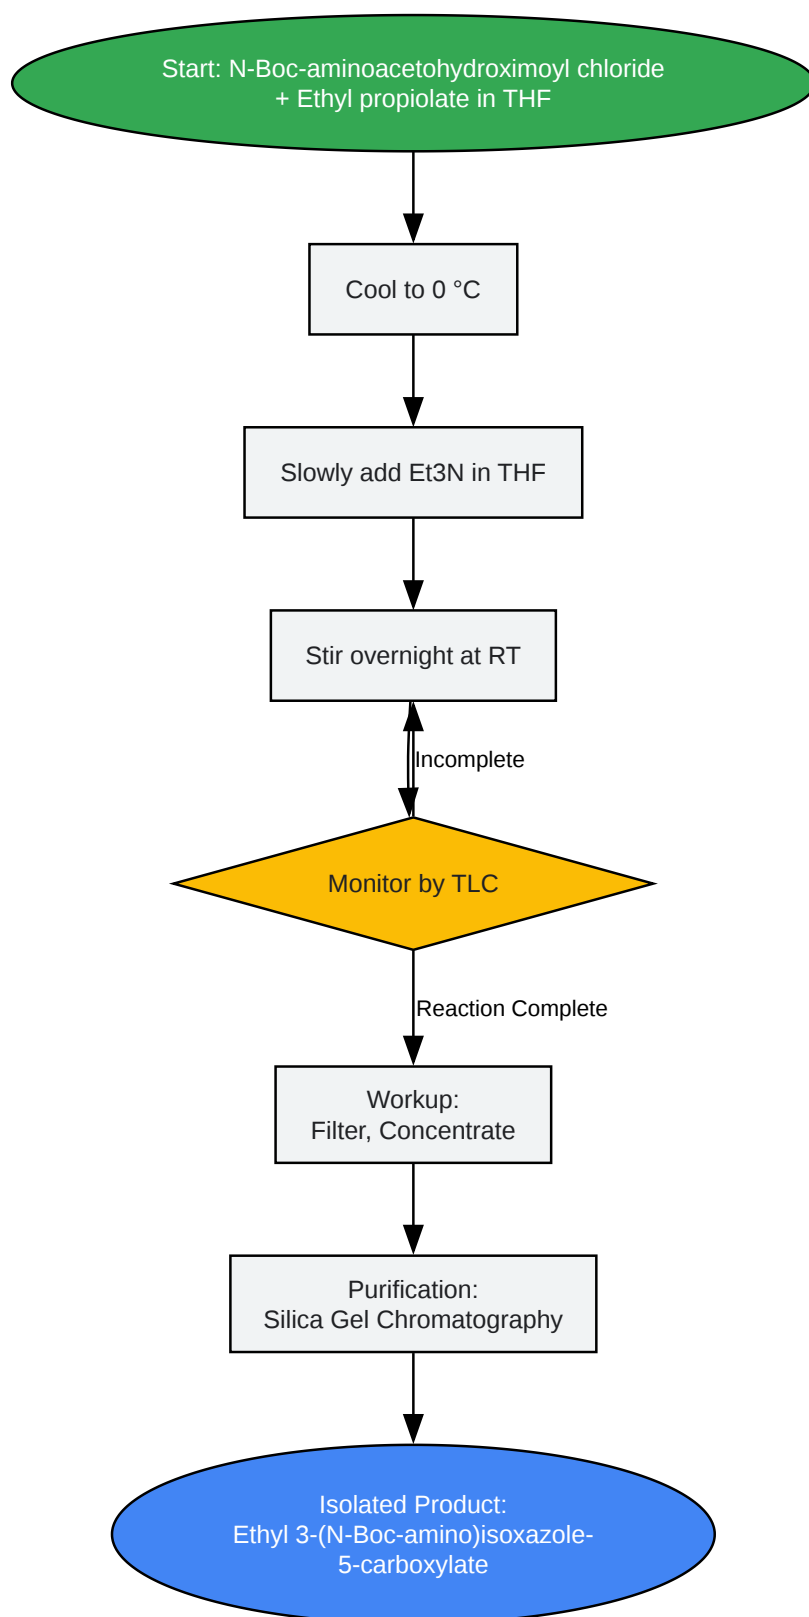 Start: N-Boc-aminoacetohydroximoyl chloride
+ Ethyl propiolate in THF
Cool to 0 °C
Slowly add Et3N in THF
Stir overnight at RT
Incomplete
Monitor by TLC
Reaction Complete
Workup:
Filter, Concentrate
Purification:
Silica Gel Chromatography
Isolated Product:
Ethyl 3-(N-Boc-amino)isoxazole-
5-carboxylate